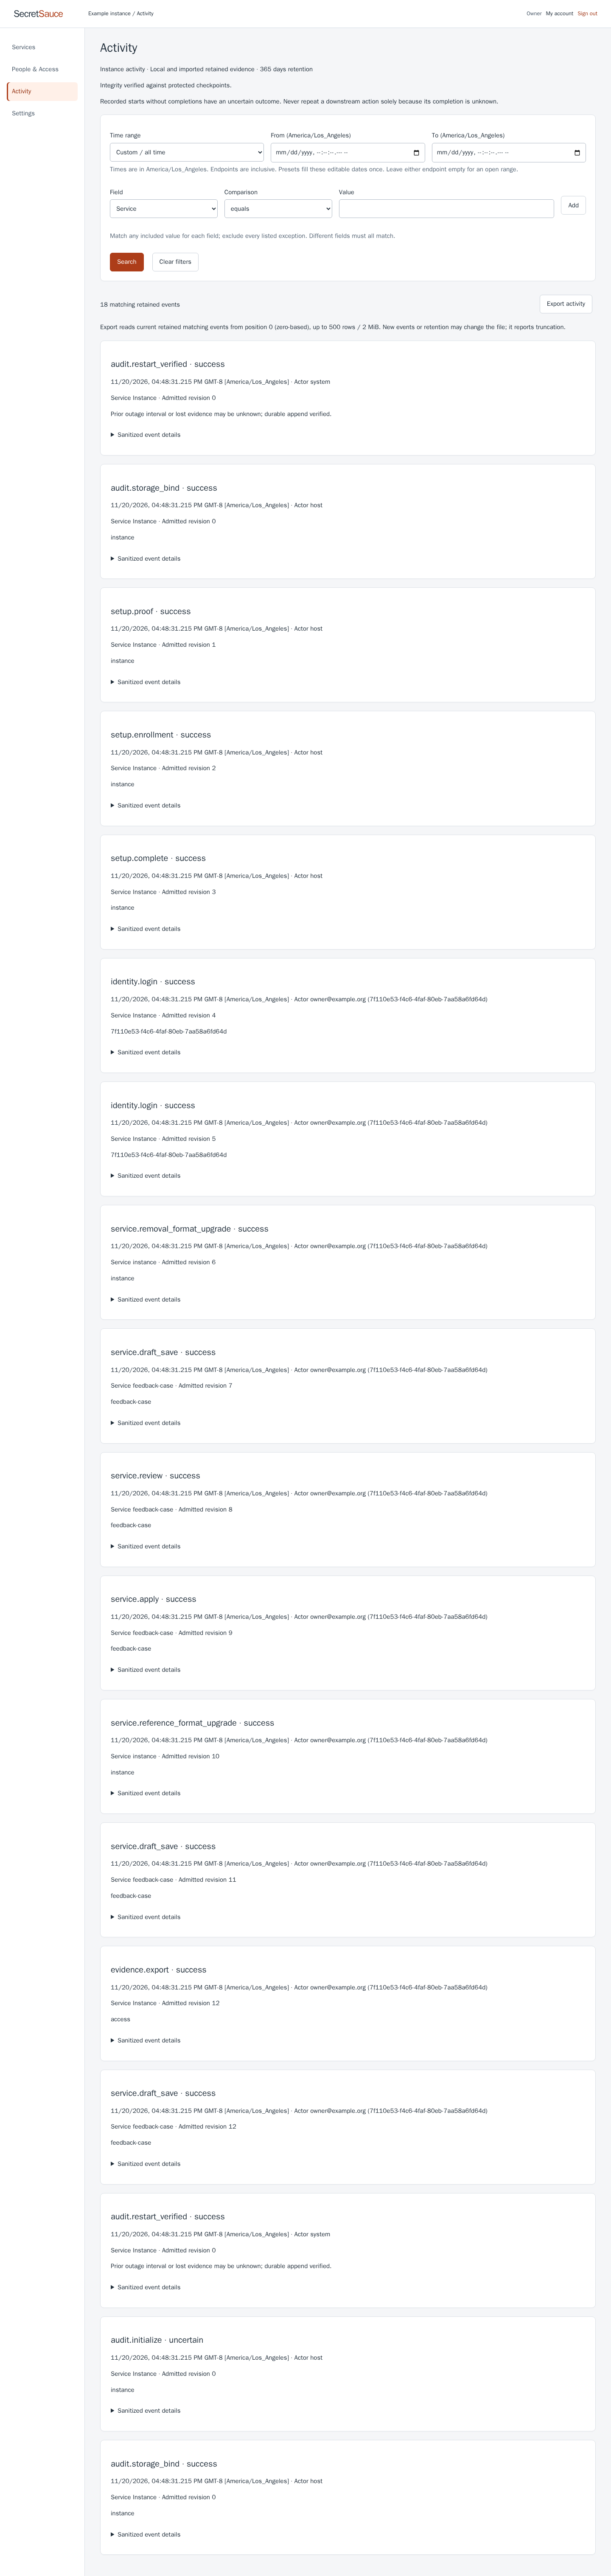 SecretSauce
Example instance / Activity
Owner My account Sign out
Services
People & Access
Activity
Settings
Activity
Instance activity · Local and imported retained evidence · 365 days retention
Integrity verified against protected checkpoints.
Recorded starts without completions have an uncertain outcome. Never repeat a downstream action solely because its completion is unknown.
Time range
From (America/Los_Angeles)
To (America/Los_Angeles)
Custom / all time
mm/dd/yyyy, --:--:--.--- --
mm/dd/yyyy, --:--:--.--- --
Times are in America/Los_Angeles. Endpoints are inclusive. Presets fill these editable dates once. Leave either endpoint empty for an open range.
Field
Comparison
Value
Service
equals
Add
Match any included value for each field; exclude every listed exception. Different fields must all match.
Search
Clear filters
18 matching retained events
Export activity
Export reads current retained matching events from position 0 (zero-based), up to 500 rows / 2 MiB. New events or retention may change the file; it reports truncation.
audit.restart_verified · success
11/20/2026, 04:48:31.215 PM GMT-8 [America/Los_Angeles] · Actor system
Service Instance · Admitted revision 0
Prior outage interval or lost evidence may be unknown; durable append verified.
Sanitized event details
audit.storage_bind · success
11/20/2026, 04:48:31.215 PM GMT-8 [America/Los_Angeles] · Actor host
Service Instance · Admitted revision 0
instance
Sanitized event details
setup.proof · success
11/20/2026, 04:48:31.215 PM GMT-8 [America/Los_Angeles] · Actor host
Service Instance · Admitted revision 1
instance
Sanitized event details
setup.enrollment · success
11/20/2026, 04:48:31.215 PM GMT-8 [America/Los_Angeles] · Actor host
Service Instance · Admitted revision 2
instance
Sanitized event details
setup.complete · success
11/20/2026, 04:48:31.215 PM GMT-8 [America/Los_Angeles] · Actor host
Service Instance · Admitted revision 3
instance
Sanitized event details
identity.login · success
11/20/2026, 04:48:31.215 PM GMT-8 [America/Los_Angeles] · Actor owner@example.org (7f110e53-f4c6-4faf-80eb-7aa58a6fd64d)
Service Instance · Admitted revision 4
7f110e53-f4c6-4faf-80eb-7aa58a6fd64d
Sanitized event details
identity.login · success
11/20/2026, 04:48:31.215 PM GMT-8 [America/Los_Angeles] · Actor owner@example.org (7f110e53-f4c6-4faf-80eb-7aa58a6fd64d)
Service Instance · Admitted revision 5
7f110e53-f4c6-4faf-80eb-7aa58a6fd64d
Sanitized event details
service.removal_format_upgrade · success
11/20/2026, 04:48:31.215 PM GMT-8 [America/Los_Angeles] · Actor owner@example.org (7f110e53-f4c6-4faf-80eb-7aa58a6fd64d)
Service instance · Admitted revision 6
instance
Sanitized event details
service.draft_save · success
11/20/2026, 04:48:31.215 PM GMT-8 [America/Los_Angeles] · Actor owner@example.org (7f110e53-f4c6-4faf-80eb-7aa58a6fd64d)
Service feedback-case · Admitted revision 7
feedback-case
Sanitized event details
service.review · success
11/20/2026, 04:48:31.215 PM GMT-8 [America/Los_Angeles] · Actor owner@example.org (7f110e53-f4c6-4faf-80eb-7aa58a6fd64d)
Service feedback-case · Admitted revision 8
feedback-case
Sanitized event details
service.apply · success
11/20/2026, 04:48:31.215 PM GMT-8 [America/Los_Angeles] · Actor owner@example.org (7f110e53-f4c6-4faf-80eb-7aa58a6fd64d)
Service feedback-case · Admitted revision 9
feedback-case
Sanitized event details
service.reference_format_upgrade · success
11/20/2026, 04:48:31.215 PM GMT-8 [America/Los_Angeles] · Actor owner@example.org (7f110e53-f4c6-4faf-80eb-7aa58a6fd64d)
Service instance · Admitted revision 10
instance
Sanitized event details
service.draft_save · success
11/20/2026, 04:48:31.215 PM GMT-8 [America/Los_Angeles] · Actor owner@example.org (7f110e53-f4c6-4faf-80eb-7aa58a6fd64d)
Service feedback-case · Admitted revision 11
feedback-case
Sanitized event details
evidence.export · success
11/20/2026, 04:48:31.215 PM GMT-8 [America/Los_Angeles] · Actor owner@example.org (7f110e53-f4c6-4faf-80eb-7aa58a6fd64d)
Service Instance · Admitted revision 12
access
Sanitized event details
service.draft_save · success
11/20/2026, 04:48:31.215 PM GMT-8 [America/Los_Angeles] · Actor owner@example.org (7f110e53-f4c6-4faf-80eb-7aa58a6fd64d)
Service feedback-case · Admitted revision 12
feedback-case
Sanitized event details
audit.restart_verified · success
11/20/2026, 04:48:31.215 PM GMT-8 [America/Los_Angeles] · Actor system
Service Instance · Admitted revision 0
Prior outage interval or lost evidence may be unknown; durable append verified.
Sanitized event details
audit.initialize · uncertain
11/20/2026, 04:48:31.215 PM GMT-8 [America/Los_Angeles] · Actor host
Service Instance · Admitted revision 0
instance
Sanitized event details
audit.storage_bind · success
11/20/2026, 04:48:31.215 PM GMT-8 [America/Los_Angeles] · Actor host
Service Instance · Admitted revision 0
instance
Sanitized event details